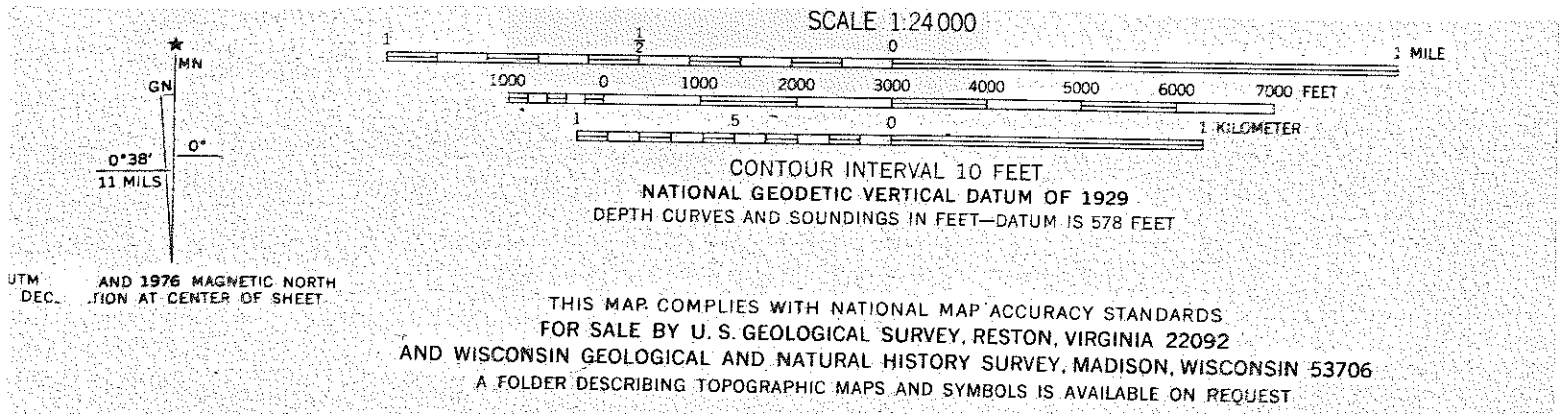 SCALE 1:24 000
1 1/2 0 1 MILE
1000 0 1000 2000 3000 4000 5000 6000 7000 FEET
1 .5 0 1 KILOMETER
CONTOUR INTERVAL 10 FEET
NATIONAL GEODETIC VERTICAL DATUM OF 1929
DEPTH CURVES AND SOUNDINGS IN FEET—DATUM IS 578 FEET
★
MN
GN
0°38' 0°
11 MILS
UTM AND 1976 MAGNETIC NORTH
DEC TION AT CENTER OF SHEET
THIS MAP COMPLIES WITH NATIONAL MAP ACCURACY STANDARDS
FOR SALE BY U. S. GEOLOGICAL SURVEY, RESTON, VIRGINIA 22092
AND WISCONSIN GEOLOGICAL AND NATURAL HISTORY SURVEY, MADISON, WISCONSIN 53706
A FOLDER DESCRIBING TOPOGRAPHIC MAPS AND SYMBOLS IS AVAILABLE ON REQUEST